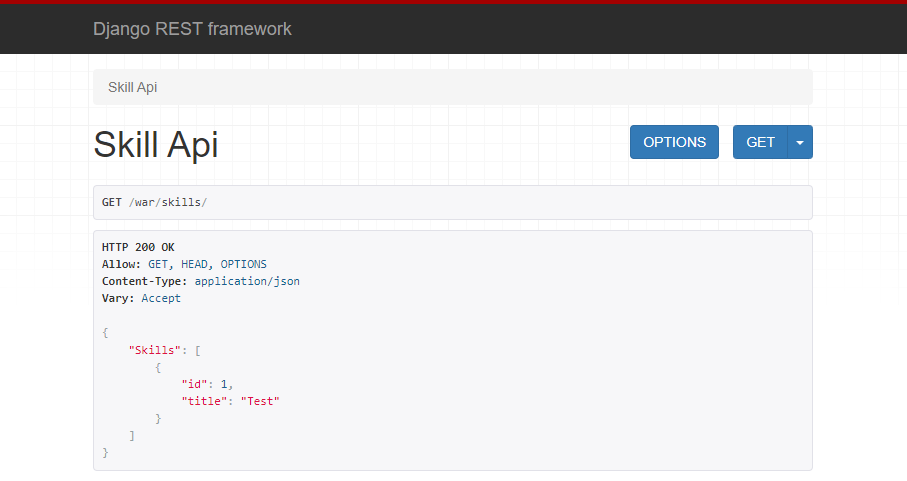 Django REST framework
Skill Api
Skill Api
OPTIONS
GET
GET /war/skills/
HTTP 200 OK
Allow: GET, HEAD, OPTIONS
Content-Type: application/json
Vary: Accept
{
    "Skills": [
        {
            "id": 1,
            "title": "Test"
        }
    ]
}